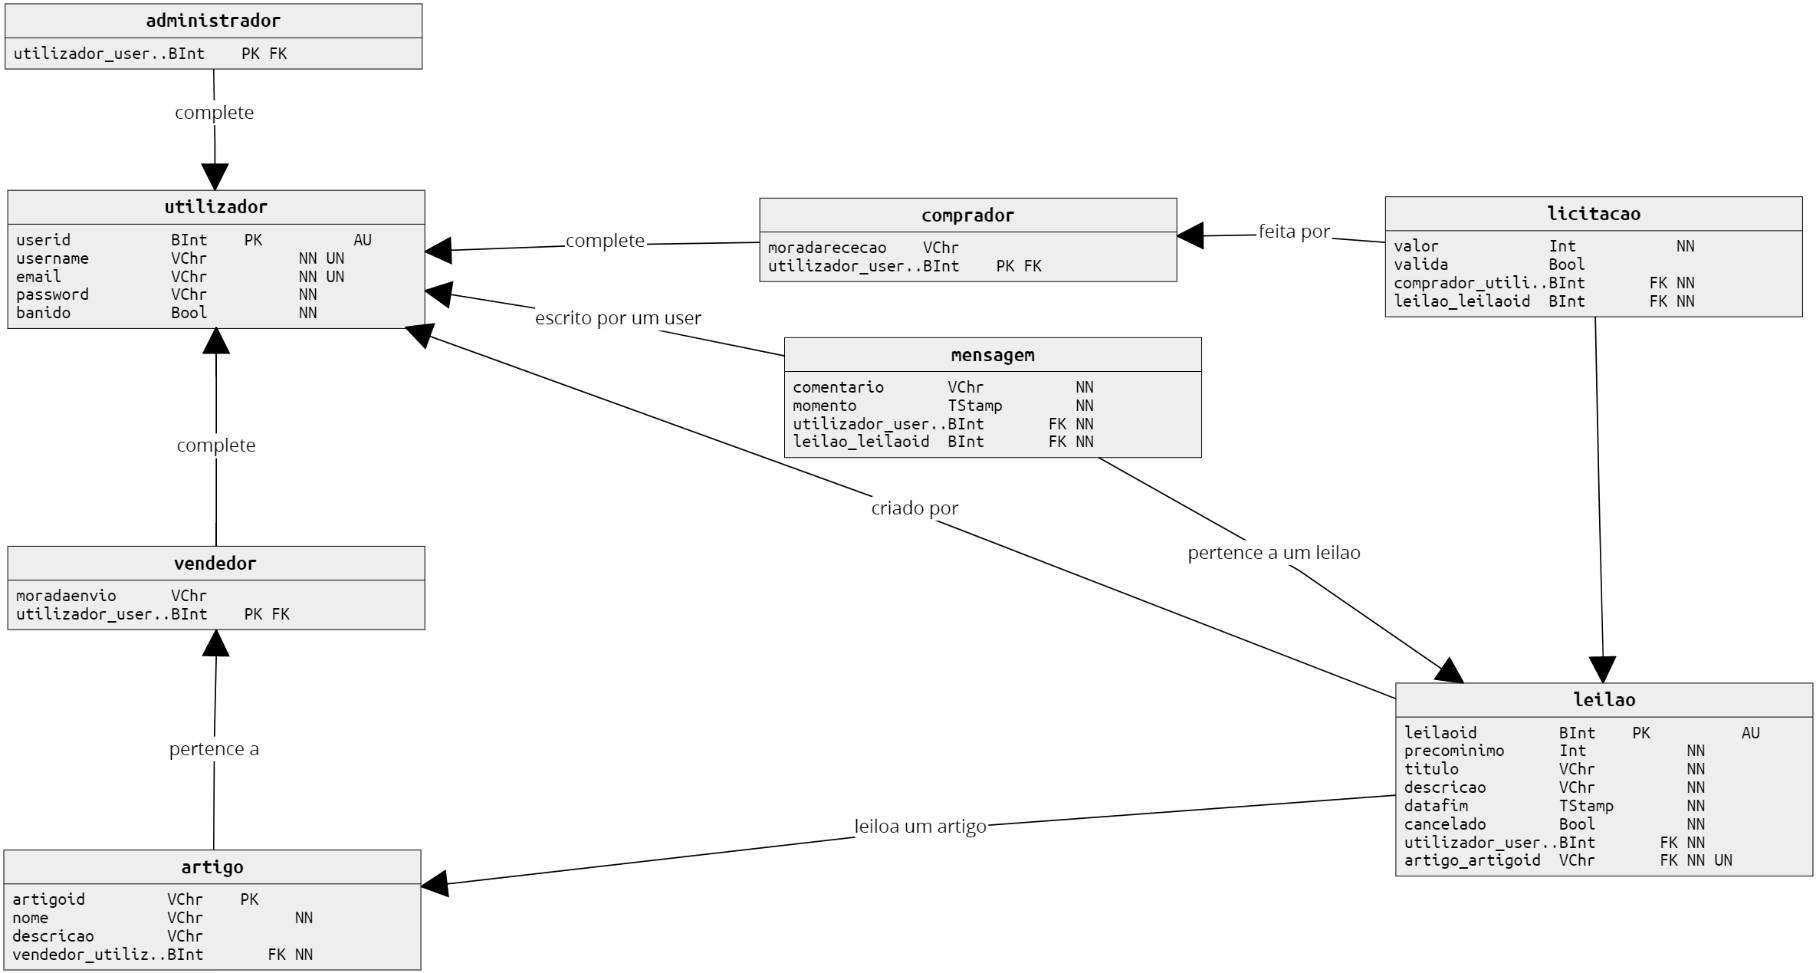 administrador
utilizador_user..BInt PK FK
complete
utilizador
userid BInt PK AU
username VChr NN UN
email VChr NN UN
password VChr NN
banido Bool NN
complete
comprador
moradarececao VChr
utilizador_user..BInt PK FK
feita por
licitacao
valor Int NN
valida Bool
comprador_utili..BInt FK NN
leilao_leilaoid BInt FK NN
escrito por um user
mensagem
comentario VChr NN
momento TStamp NN
utilizador_user..BInt FK NN
leilao_leilaoid BInt FK NN
complete
criado por
pertence a um leilao
vendedor
moradaenvio VChr
utilizador_user..BInt PK FK
pertence a
leilao
leilaoid BInt PK AU
precominimo Int NN
titulo VChr NN
descricao VChr NN
datafim TStamp NN
cancelado Bool NN
utilizador_user..BInt FK NN
artigo_artigoid VChr FK NN UN
leiloa um artigo
artigo
artigoid VChr PK
nome VChr NN
descricao VChr
vendedor_utiliz..BInt FK NN